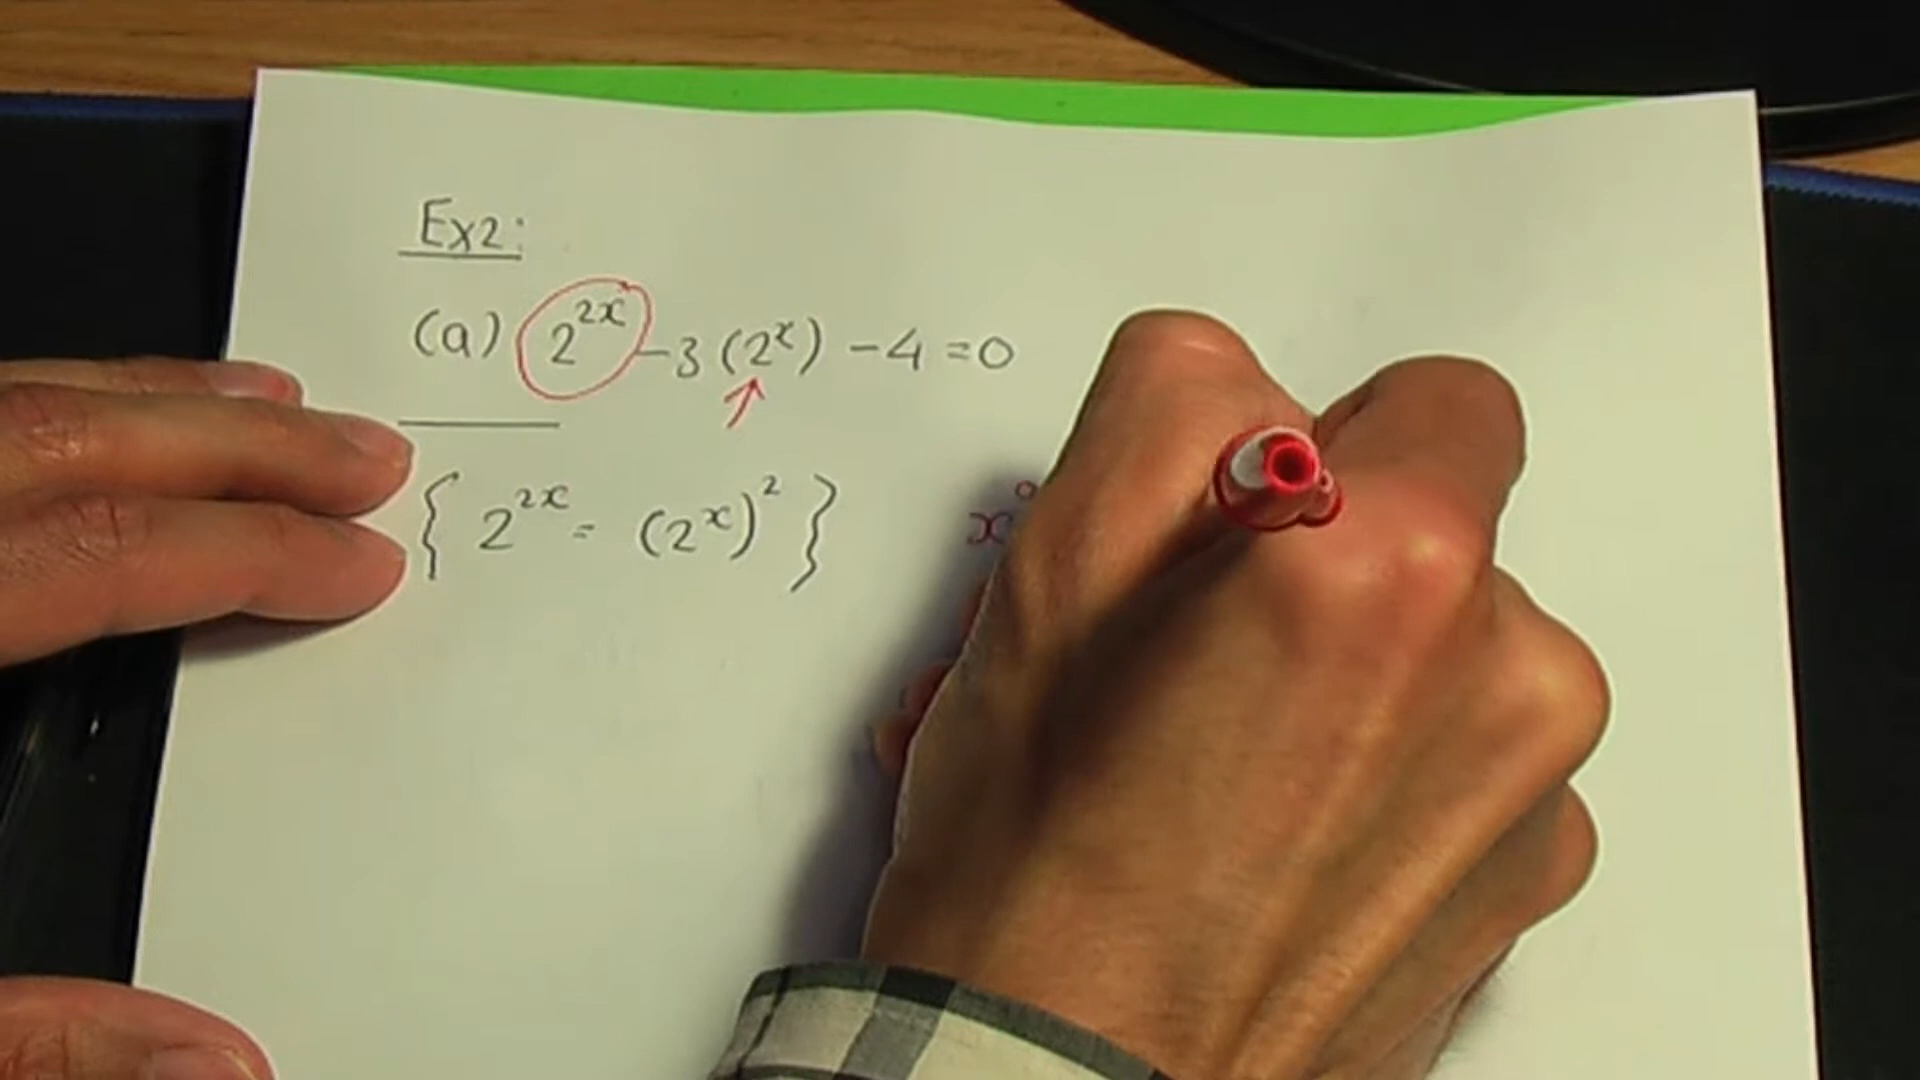 Ex2:
(a) 2^{2x} - 3(2^x) - 4 = 0
{ 2^{2x} = (2^x)^2 }
x